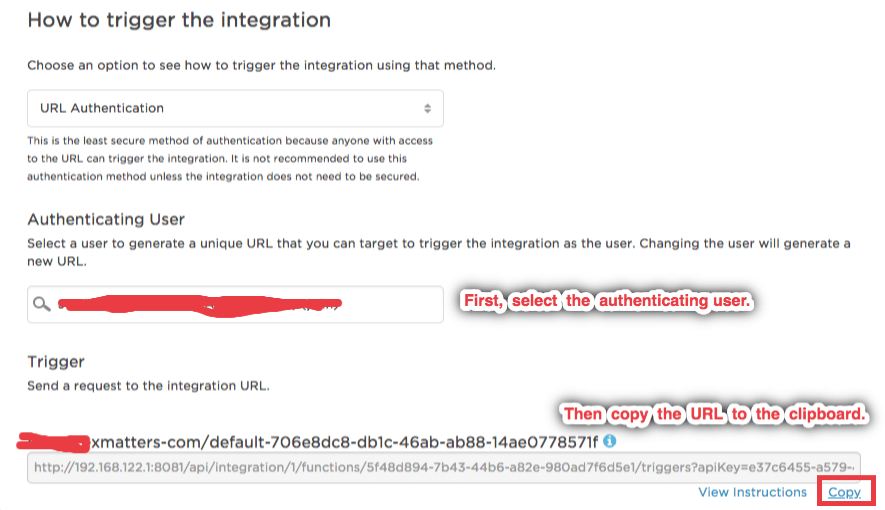 How to trigger the integration
Choose an option to see how to trigger the integration using that method.
URL Authentication
This is the least secure method of authentication because anyone with access
to the URL can trigger the integration. It is not recommended to use this
authentication method unless the integration does not need to be secured.
Authenticating User
Select a user to generate a unique URL that you can target to trigger the integration as the user. Changing the user will generate a
new URL.
First, select the authenticating user.
Trigger
Send a request to the integration URL.
Then copy the URL to the clipboard.
xmatters-com/default-706e8dc8-db1c-46ab-ab88-14ae0778571f
http://192.168.122.1:8081/api/integration/1/functions/5f48d894-7b43-44b6-a82e-980ad7f6d5e1/triggers?apiKey=e37c6455-a579-
View Instructions Copy